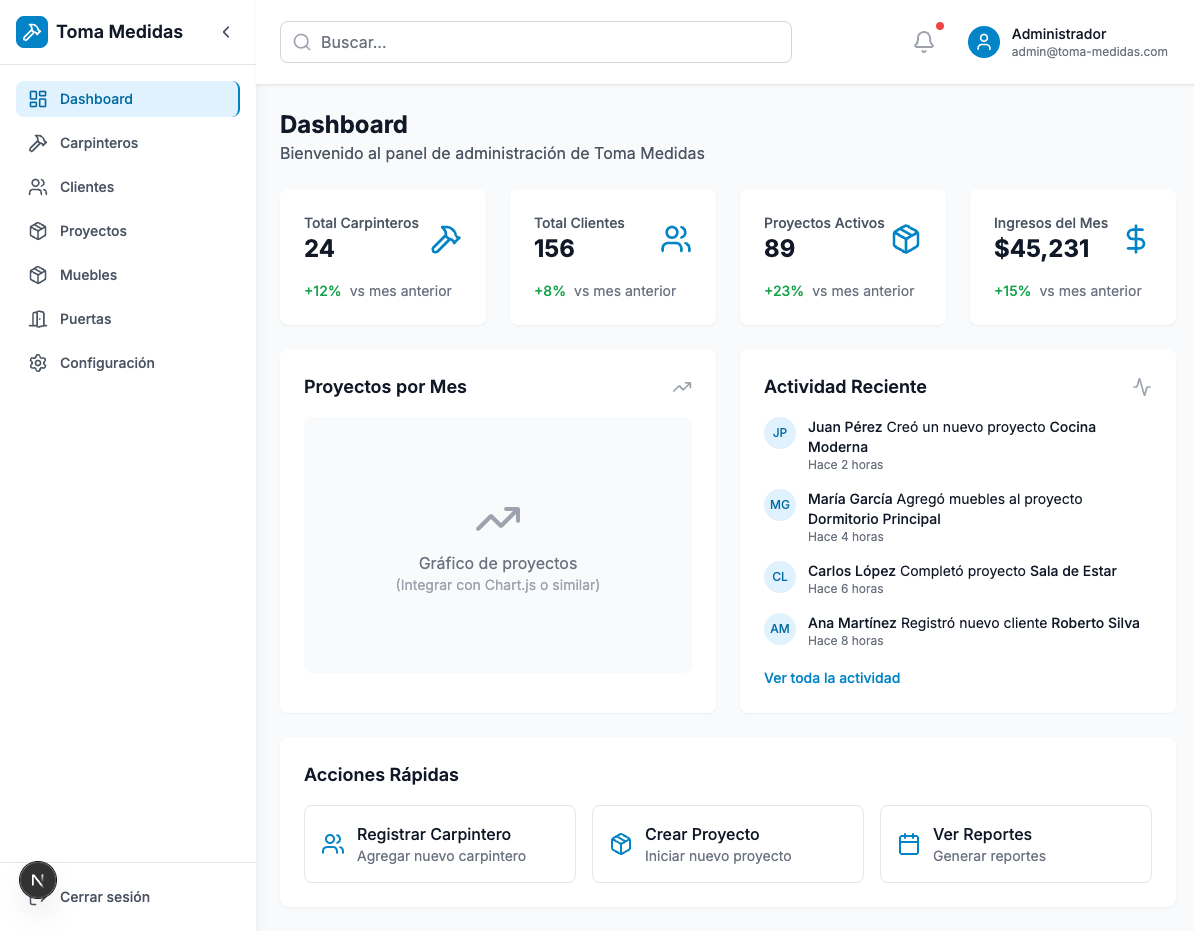 Toma Medidas
Buscar...
Administrador
admin@toma-medidas.com
Dashboard
Carpinteros
Clientes
Proyectos
Muebles
Puertas
Configuración
N
Cerrar sesión
Dashboard
Bienvenido al panel de administración de Toma Medidas
Total Carpinteros
24
+12% vs mes anterior
Total Clientes
156
+8% vs mes anterior
Proyectos Activos
89
+23% vs mes anterior
Ingresos del Mes
$45,231
+15% vs mes anterior
Proyectos por Mes
Gráfico de proyectos
(Integrar con Chart.js o similar)
Actividad Reciente
JP
Juan Pérez Creó un nuevo proyecto Cocina
Moderna
Hace 2 horas
MG
María García Agregó muebles al proyecto
Dormitorio Principal
Hace 4 horas
CL
Carlos López Completó proyecto Sala de Estar
Hace 6 horas
AM
Ana Martínez Registró nuevo cliente Roberto Silva
Hace 8 horas
Ver toda la actividad
Acciones Rápidas
Registrar Carpintero
Agregar nuevo carpintero
Crear Proyecto
Iniciar nuevo proyecto
Ver Reportes
Generar reportes